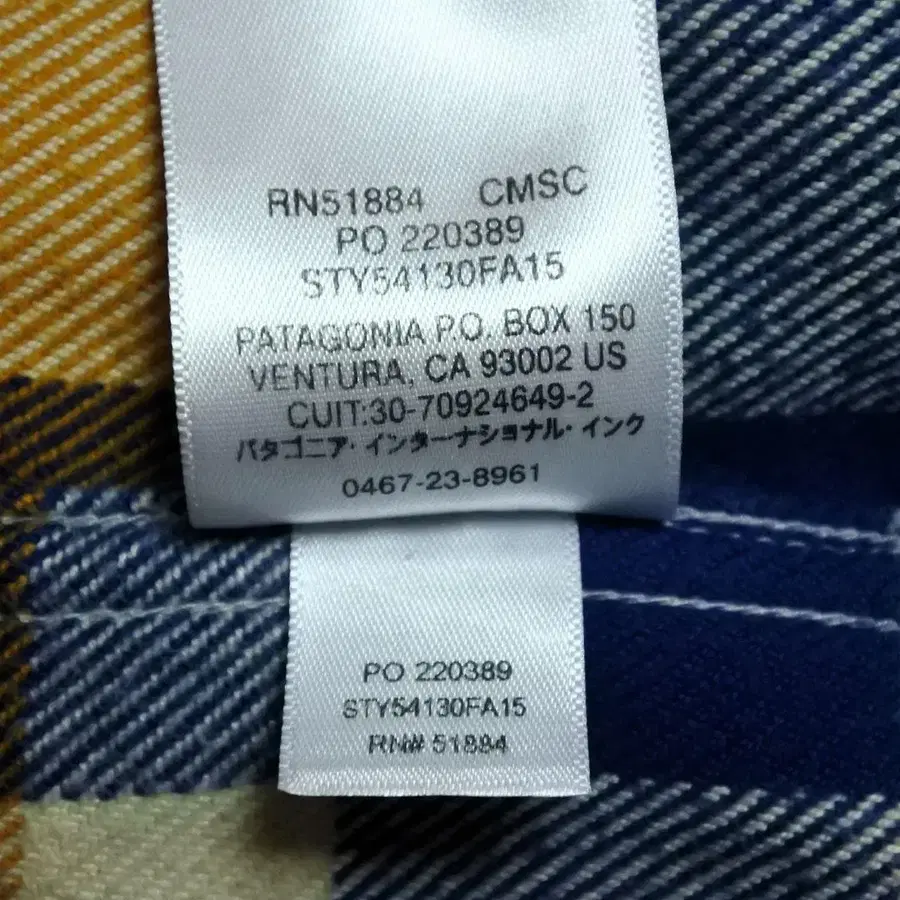 RN51884 CMSC
PO 220389
STY54130FA15
PATAGONIA P.O. BOX 150
VENTURA, CA 93002 US
CUIT:30-70924649-2
パタゴニア・インターナショナル・インク
0467-23-8961
PO 220389
STY54130FA15
RN# 51884